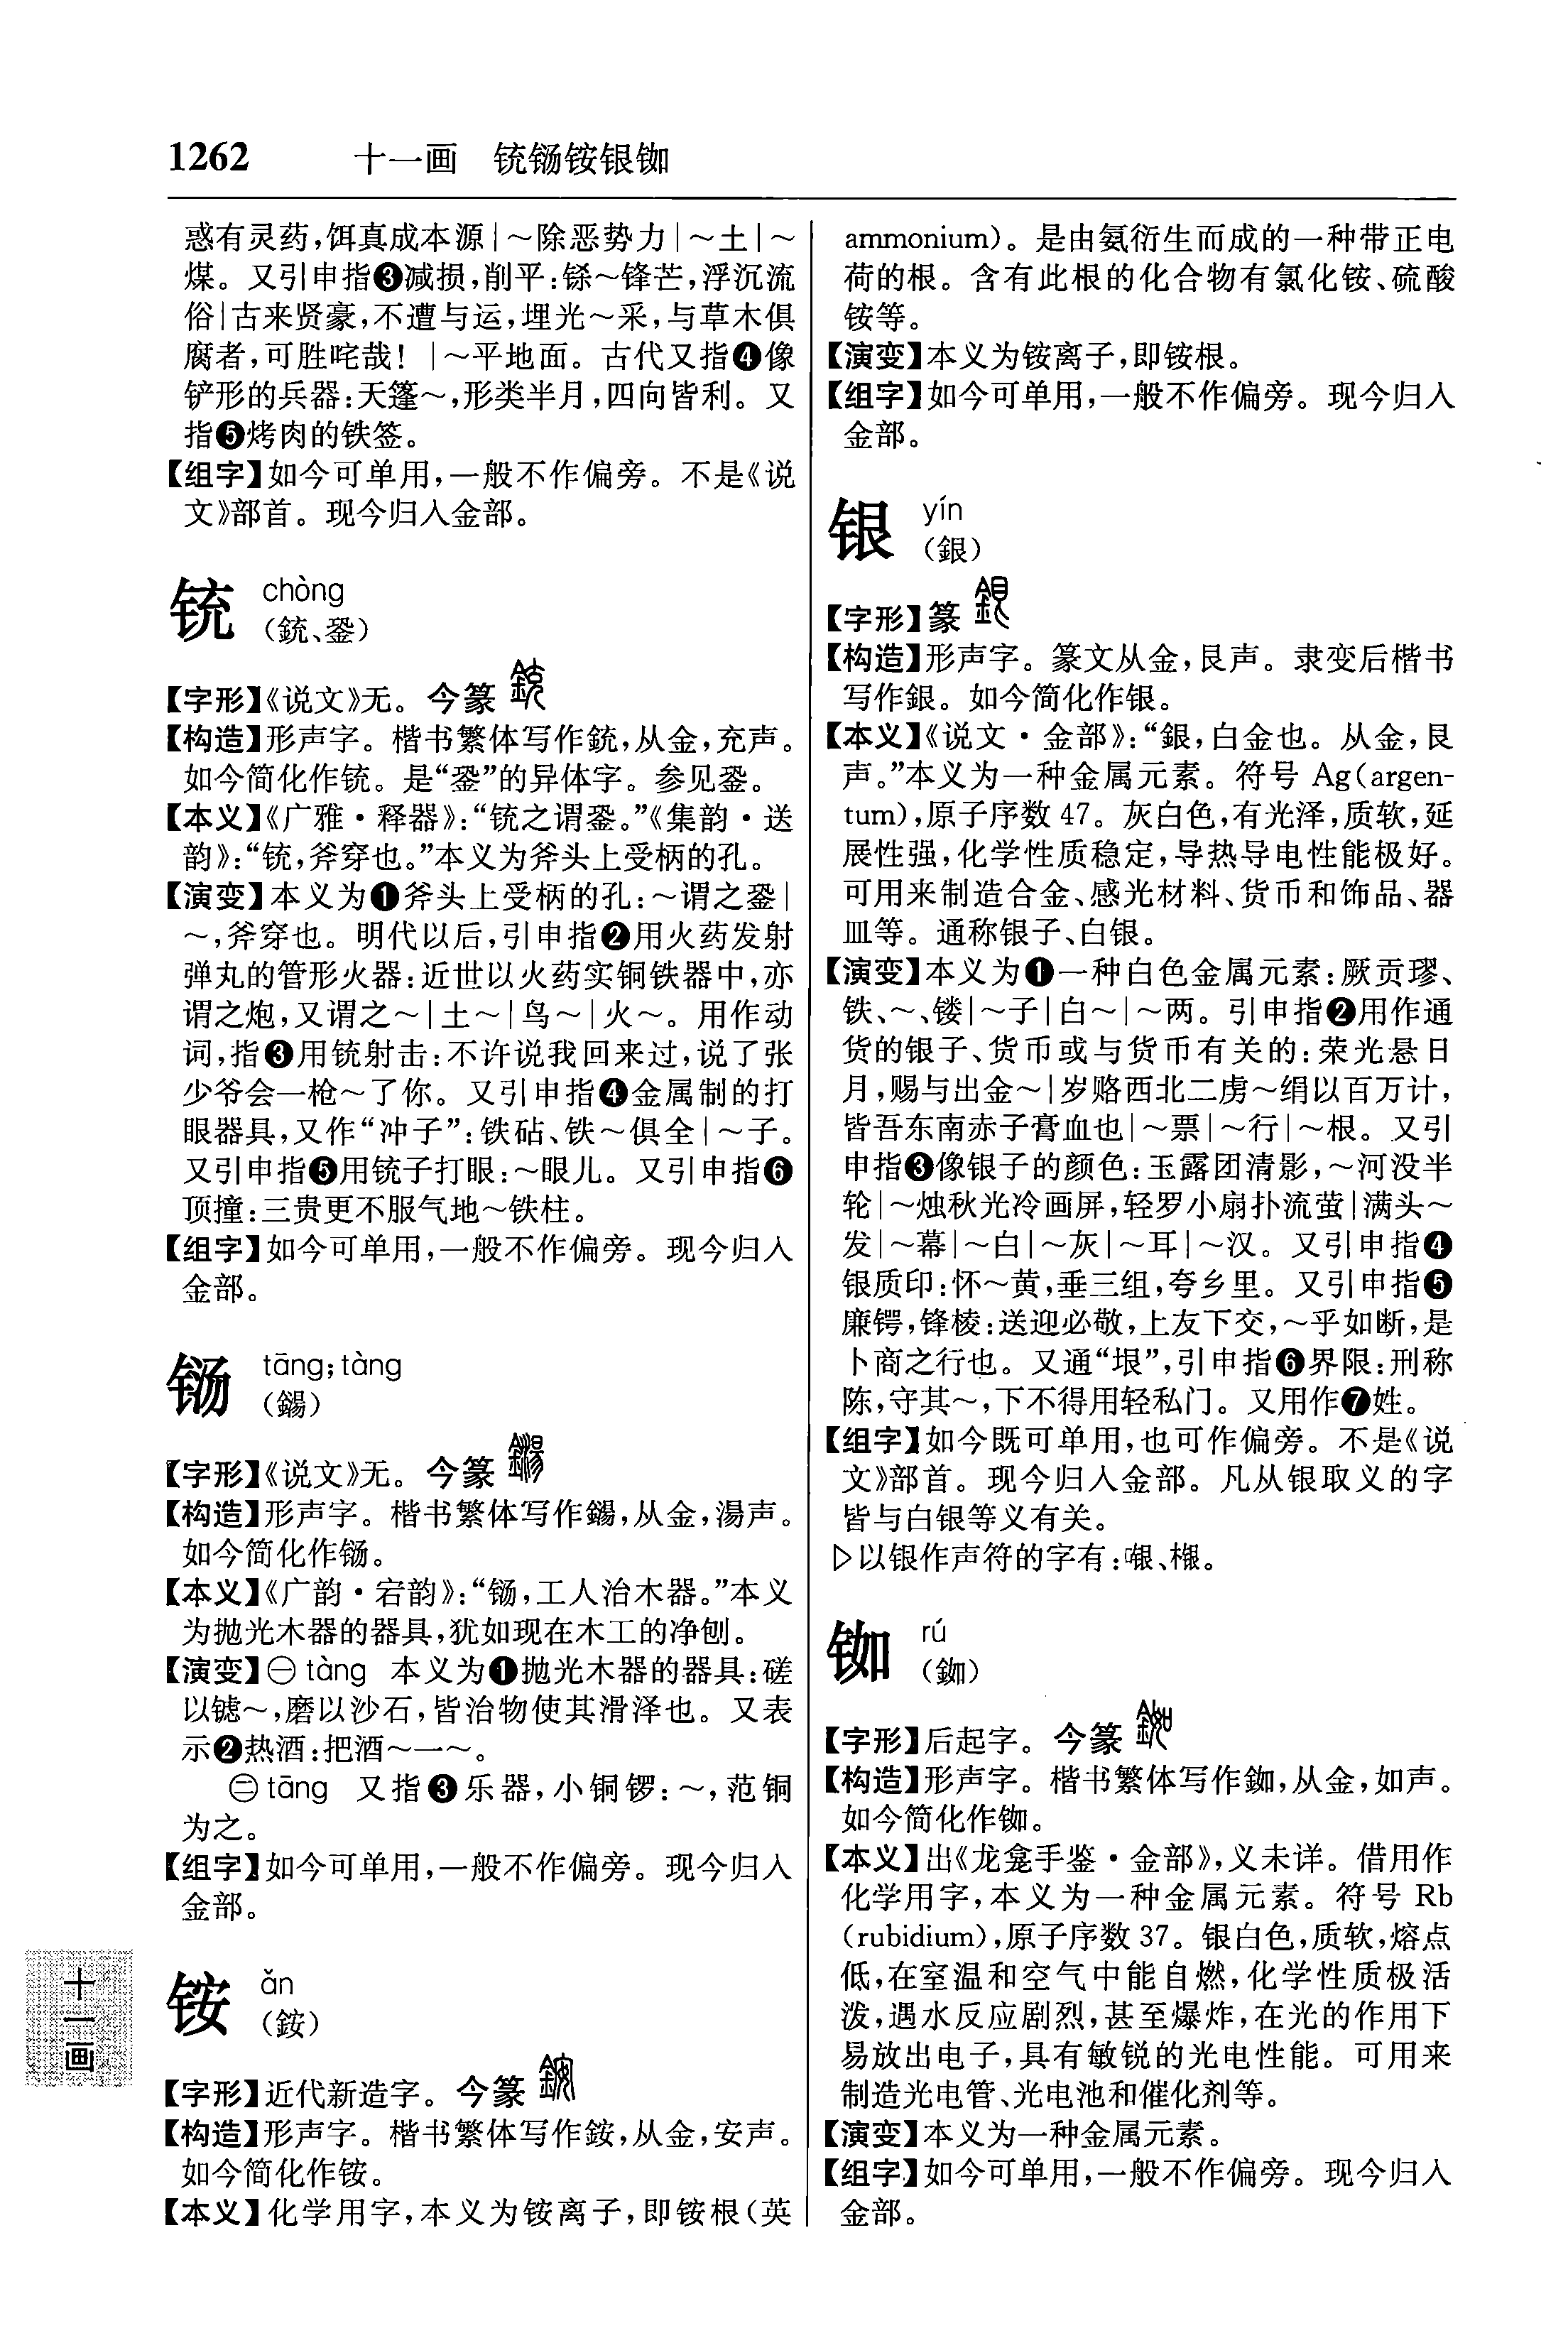 1262 十一画 铳铴铵银铷
惑有灵药,饵真成本源|~除恶势力|~土|~
煤。又引申指❸减损,削平:铩~锋芒,浮沉流
俗|古来贤豪,不遭与运,埋光~采,与草木俱
腐者,可胜咤哉!|~平地面。古代又指❹像
铲形的兵器:天篷~,形类半月,四向皆利。又
指❺烤肉的铁签。
【组字】如今可单用,一般不作偏旁。不是《说
文》部首。现今归入金部。
铳 chòng
(銃、銎)
【字形】《说文》无。今篆
【构造】形声字。楷书繁体写作銃,从金,充声。
如今简化作铳。是“銎”的异体字。参见銎。
【本义】《广雅·释器》:“铳之谓銎。”《集韵·送
韵》:“铳,斧穿也。”本义为斧头上受柄的孔。
【演变】本义为❶斧头上受柄的孔:~谓之銎|
~,斧穿也。明代以后,引申指❷用火药发射
弹丸的管形火器:近世以火药实铜铁器中,亦
谓之炮,又谓之~|土~|鸟~|火~。用作动
词,指❸用铳射击:不许说我回来过,说了张
少爷会一枪~了你。又引申指❹金属制的打
眼器具,又作“冲子”:铁砧、铁~俱全|~子。
又引申指❺用铳子打眼:~眼儿。又引申指❻
顶撞:三贵更不服气地~铁柱。
【组字】如今可单用,一般不作偏旁。现今归入
金部。
铴 tāng;tàng
(鐋)
【字形】《说文》无。今篆
【构造】形声字。楷书繁体写作鐋,从金,湯声。
如今简化作铴。
【本义】《广韵·宕韵》:“铴,工人治木器。”本义
为抛光木器的器具,犹如现在木工的净刨。
【演变】㊀tàng 本义为❶抛光木器的器具:磋
以鑢~,磨以沙石,皆治物使其滑泽也。又表
示❷热酒:把酒~一~。
㊁tāng 又指❸乐器,小铜锣:~,范铜
为之。
【组字】如今可单用,一般不作偏旁。现今归入
金部。
铵 ǎn
(銨)
【字形】近代新造字。今篆
【构造】形声字。楷书繁体写作銨,从金,安声。
如今简化作铵。
【本义】化学用字,本义为铵离子,即铵根(英
ammonium)。是由氨衍生而成的一种带正电
荷的根。含有此根的化合物有氯化铵、硫酸
铵等。
【演变】本义为铵离子,即铵根。
【组字】如今可单用,一般不作偏旁。现今归入
金部。
银 yín
(銀)
【字形】篆
【构造】形声字。篆文从金,艮声。隶变后楷书
写作銀。如今简化作银。
【本义】《说文·金部》:“銀,白金也。从金,艮
声。”本义为一种金属元素。符号 Ag(argen-
tum),原子序数 47。灰白色,有光泽,质软,延
展性强,化学性质稳定,导热导电性能极好。
可用来制造合金、感光材料、货币和饰品、器
皿等。通称银子、白银。
【演变】本义为❶一种白色金属元素:厥贡璆、
铁、~、镂|~子|白~|~两。引申指❷用作通
货的银子、货币或与货币有关的:荣光悬日
月,赐与出金~|岁赂西北二虏~绢以百万计,
皆吾东南赤子膏血也|~票|~行|~根。又引
申指❸像银子的颜色:玉露团清影,~河没半
轮|~烛秋光冷画屏,轻罗小扇扑流萤|满头~
发|~幕|~白|~灰|~耳|~汉。又引申指❹
银质印:怀~黄,垂三组,夸乡里。又引申指❺
廉锷,锋棱:送迎必敬,上友下交,~乎如断,是
卜商之行也。又通“垠”,引申指❻界限:刑称
陈,守其~,下不得用轻私门。又用作❼姓。
【组字】如今既可单用,也可作偏旁。不是《说
文》部首。现今归入金部。凡从银取义的字
皆与白银等义有关。
▷以银作声符的字有:㗴、檭。
铷 rú
(銣)
【字形】后起字。今篆
【构造】形声字。楷书繁体写作銣,从金,如声。
如今简化作铷。
【本义】出《龙龛手鉴·金部》,义未详。借用作
化学用字,本义为一种金属元素。符号 Rb
(rubidium),原子序数 37。银白色,质软,熔点
低,在室温和空气中能自燃,化学性质极活
泼,遇水反应剧烈,甚至爆炸,在光的作用下
易放出电子,具有敏锐的光电性能。可用来
制造光电管、光电池和催化剂等。
【演变】本义为一种金属元素。
【组字】如今可单用,一般不作偏旁。现今归入
金部。
十一画